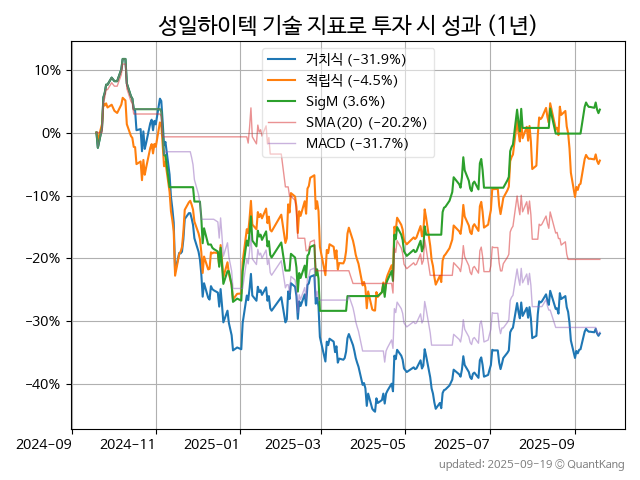 성일하이텍 기술 지표로 투자 시 성과 (1년)
거치식 (−31.9%)
적립식 (−4.5%)
SigM (3.6%)
SMA(20) (−20.2%)
MACD (−31.7%)
10%
0%
−10%
−20%
−30%
−40%
2024-09 2024-11 2025-01 2025-03 2025-05 2025-07 2025-09
updated: 2025-09-19 © QuantKang